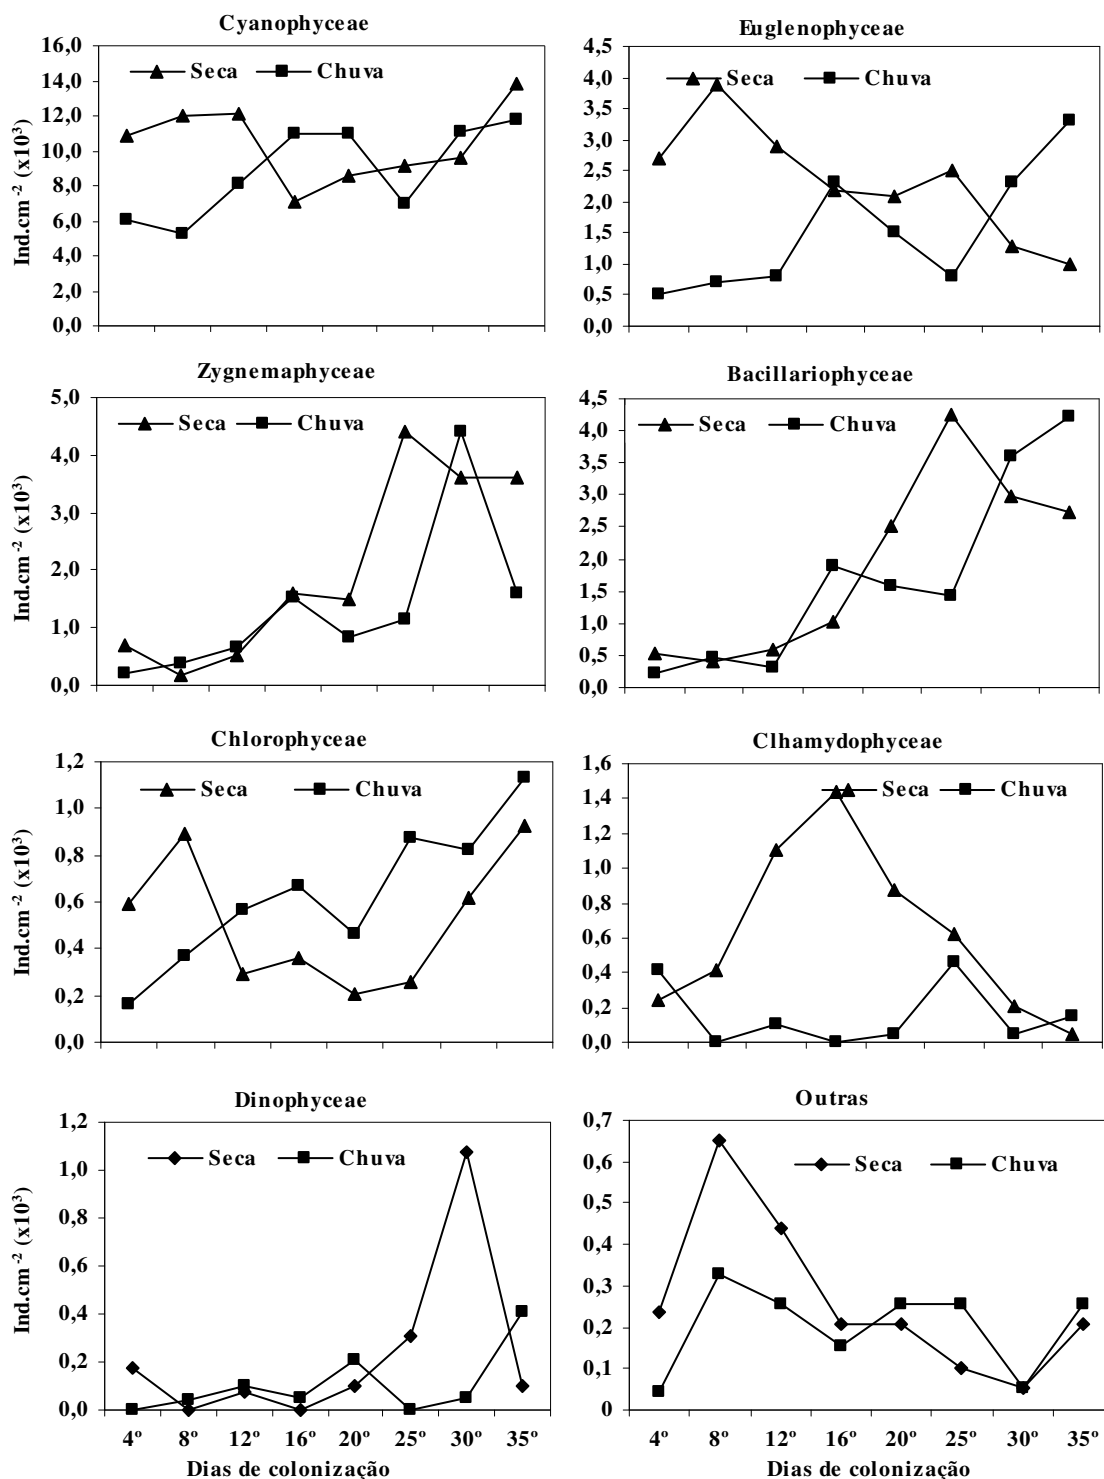 Cyanophyceae
16,0
14,0
12,0
10,0
8,0
6,0
4,0
2,0
0,0
Ind.cm⁻² (x10³)
Seca Chuva
Euglenophyceae
4,5
4,0
3,5
3,0
2,5
2,0
1,5
1,0
0,5
0,0
Seca Chuva
Zygnemaphyceae
5,0
4,0
3,0
2,0
1,0
0,0
Ind.cm⁻² (x10³)
Seca Chuva
Bacillariophyceae
4,5
4,0
3,5
3,0
2,5
2,0
1,5
1,0
0,5
0,0
Seca Chuva
Chlorophyceae
1,2
1,0
0,8
0,6
0,4
0,2
0,0
Ind.cm⁻² (x10³)
Seca Chuva
Clhamydophyceae
1,6
1,4
1,2
1,0
0,8
0,6
0,4
0,2
0,0
Seca Chuva
Dinophyceae
1,2
1,0
0,8
0,6
0,4
0,2
0,0
Ind.cm⁻² (x10³)
Seca Chuva
4º 8º 12º 16º 20º 25º 30º 35º
Dias de colonização
Outras
0,7
0,6
0,5
0,4
0,3
0,2
0,1
0
Seca Chuva
4º 8º 12º 16º 20º 25º 30º 35º
Dias de colonização